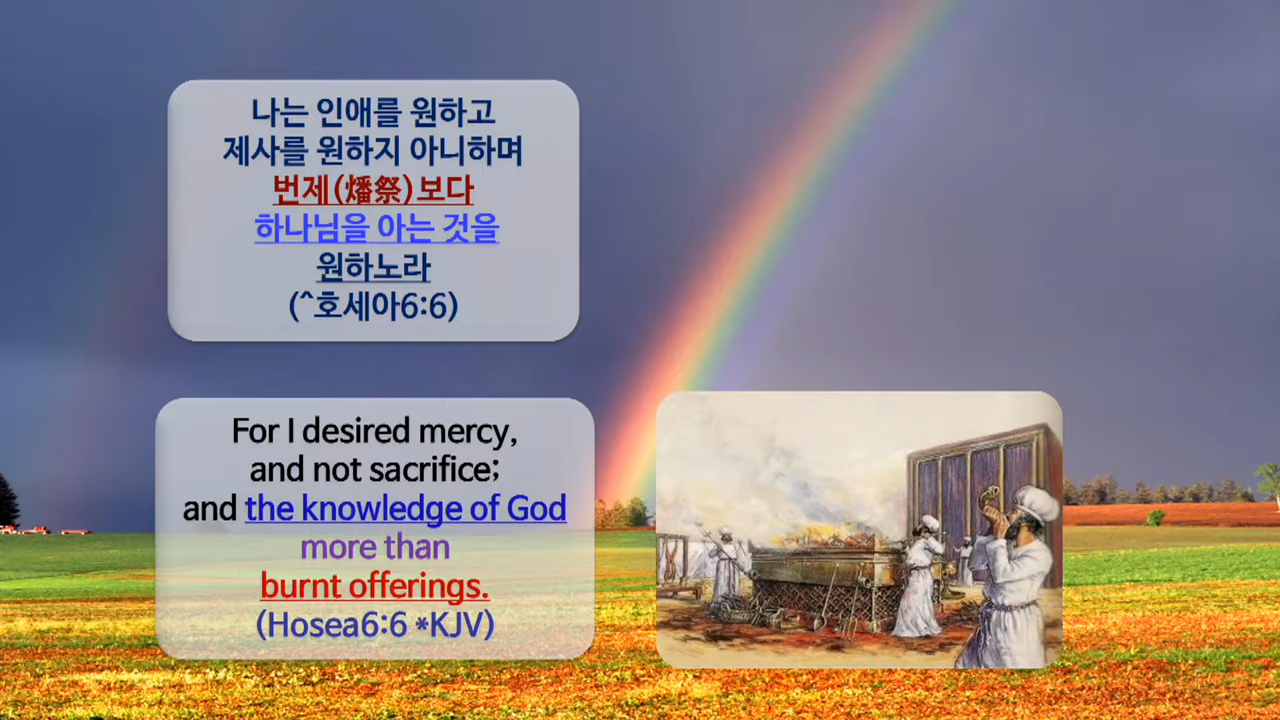 나는 인애를 원하고
제사를 원하지 아니하며
번제(燔祭)보다
하나님을 아는 것을
원하노라
(^호세아6:6)
For I desired mercy,
and not sacrifice;
and the knowledge of God
more than
burnt offerings.
(Hosea6:6 *KJV)